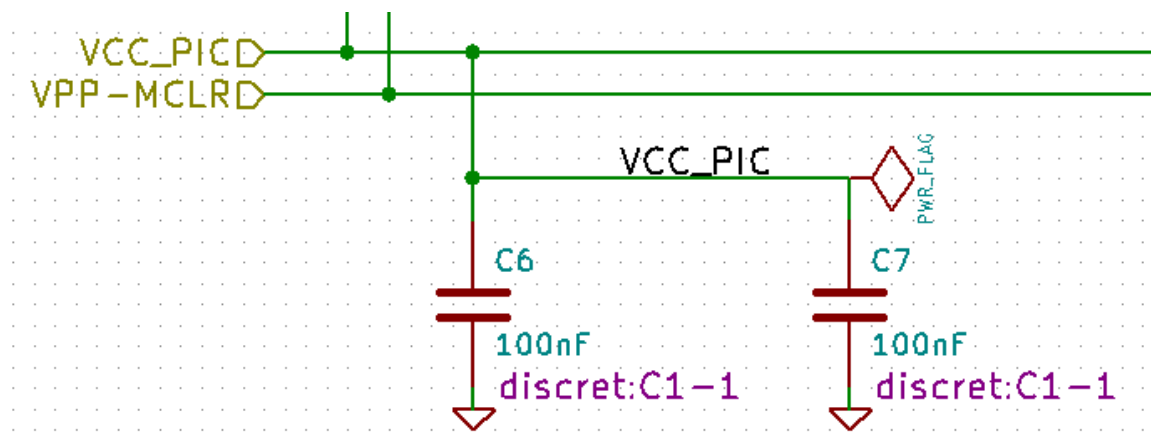 VCC_PIC
VPP-MCLR
VCC_PIC
PWR_FLAG
C6
C7
100nF
100nF
discret:C1-1
discret:C1-1